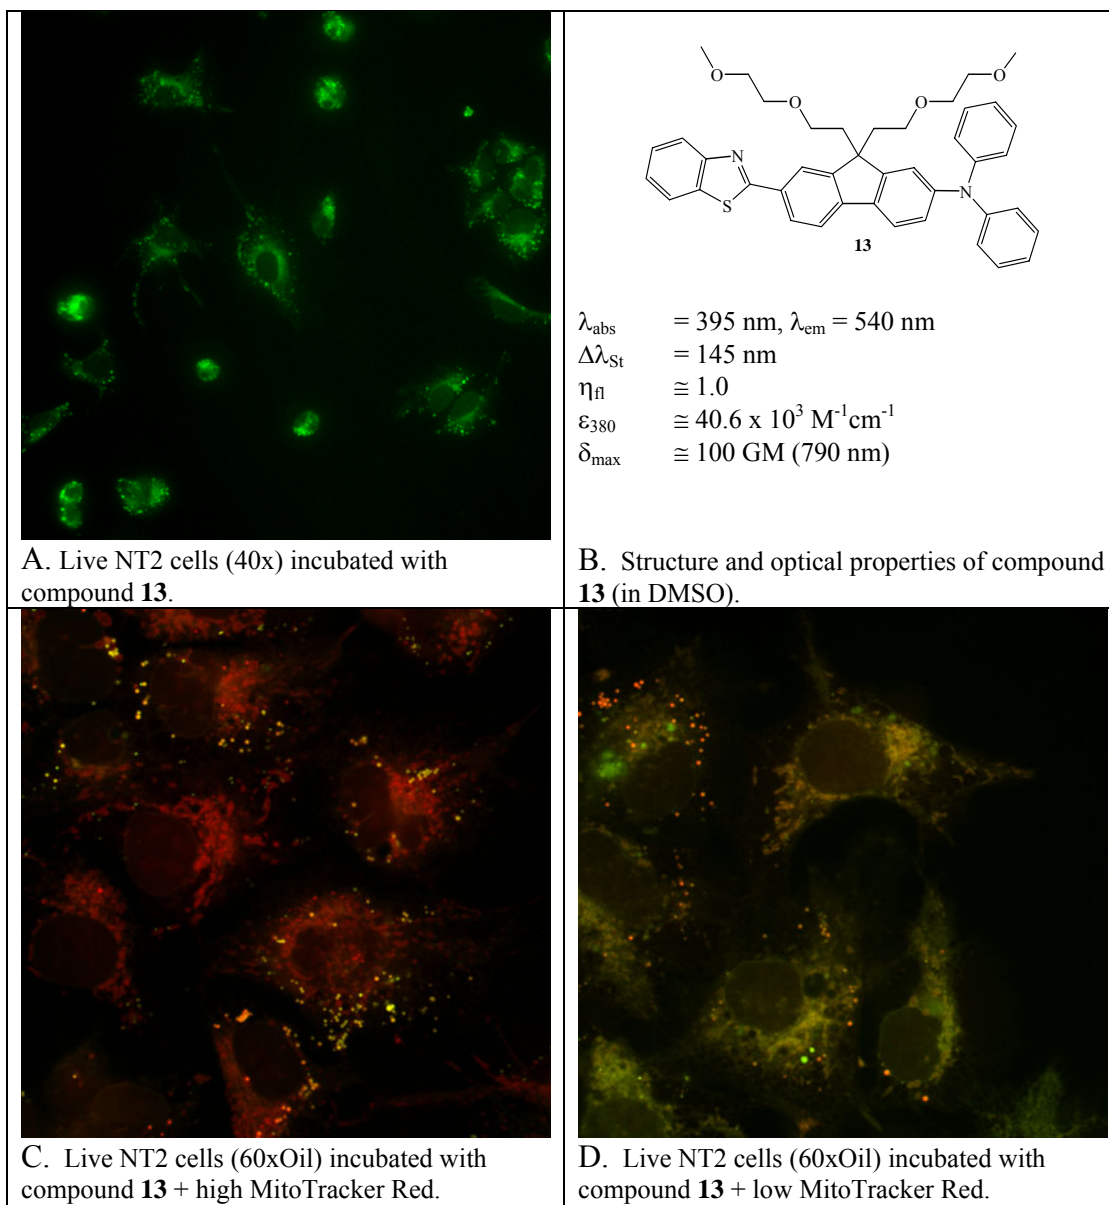 A. Live NT2 cells (40x) incubated with
compound 13.
O
O
O
O
N
S
N
13
λabs = 395 nm, λem = 540 nm
ΔλSt = 145 nm
ηfl ≅ 1.0
ε380 ≅ 40.6 x 10³ M⁻¹cm⁻¹
δmax ≅ 100 GM (790 nm)
B. Structure and optical properties of compound
13 (in DMSO).
C. Live NT2 cells (60xOil) incubated with
compound 13 + high MitoTracker Red.
D. Live NT2 cells (60xOil) incubated with
compound 13 + low MitoTracker Red.